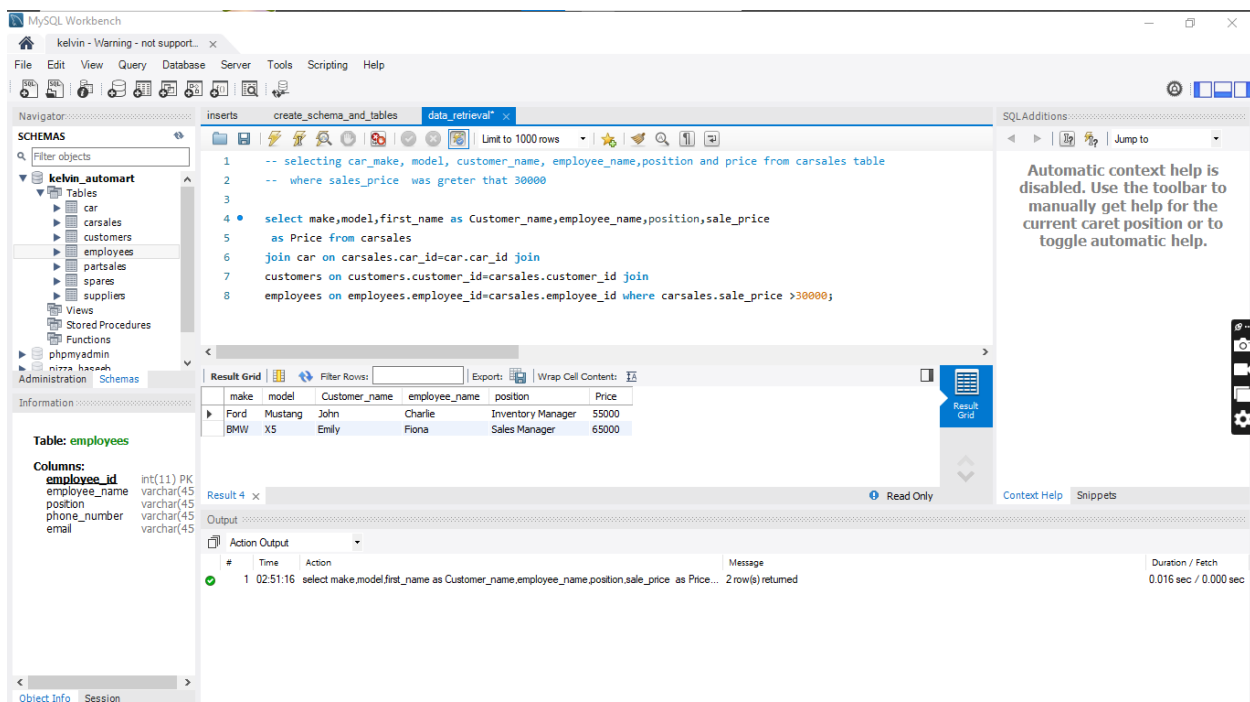 MySQL Workbench
kelvin - Warning - not support... ×
File Edit View Query Database Server Tools Scripting Help
Navigator
SCHEMAS
Filter objects
kelvin_automart
Tables
car
carsales
customers
employees
partsales
spares
suppliers
Views
Stored Procedures
Functions
phpmyadmin
pizza_haseeb
Administration Schemas
Information
Table: employees
Columns:
employee_id int(11) PK
employee_name varchar(45
position varchar(45
phone_number varchar(45
email varchar(45
Object Info Session
inserts create_schema_and_tables data_retrieval* ×
Limit to 1000 rows
1 -- selecting car_make, model, customer_name, employee_name,position and price from carsales table
2 -- where sales_price was greter that 30000
3
4 select make,model,first_name as Customer_name,employee_name,position,sale_price
5 as Price from carsales
6 join car on carsales.car_id=car.car_id join
7 customers on customers.customer_id=carsales.customer_id join
8 employees on employees.employee_id=carsales.employee_id where carsales.sale_price >30000;
Result Grid Filter Rows: Export: Wrap Cell Content:
make model Customer_name employee_name position Price
Ford Mustang John Charlie Inventory Manager 55000
BMW X5 Emily Fiona Sales Manager 65000
Result Grid
Result 4 × Read Only
Output
Action Output
# Time Action Message Duration / Fetch
1 02:51:16 select make,model,first_name as Customer_name,employee_name,position,sale_price as Price... 2 row(s) returned 0.016 sec / 0.000 sec
SQLAdditions
Jump to
Automatic context help is
disabled. Use the toolbar to
manually get help for the
current caret position or to
toggle automatic help.
Context Help Snippets